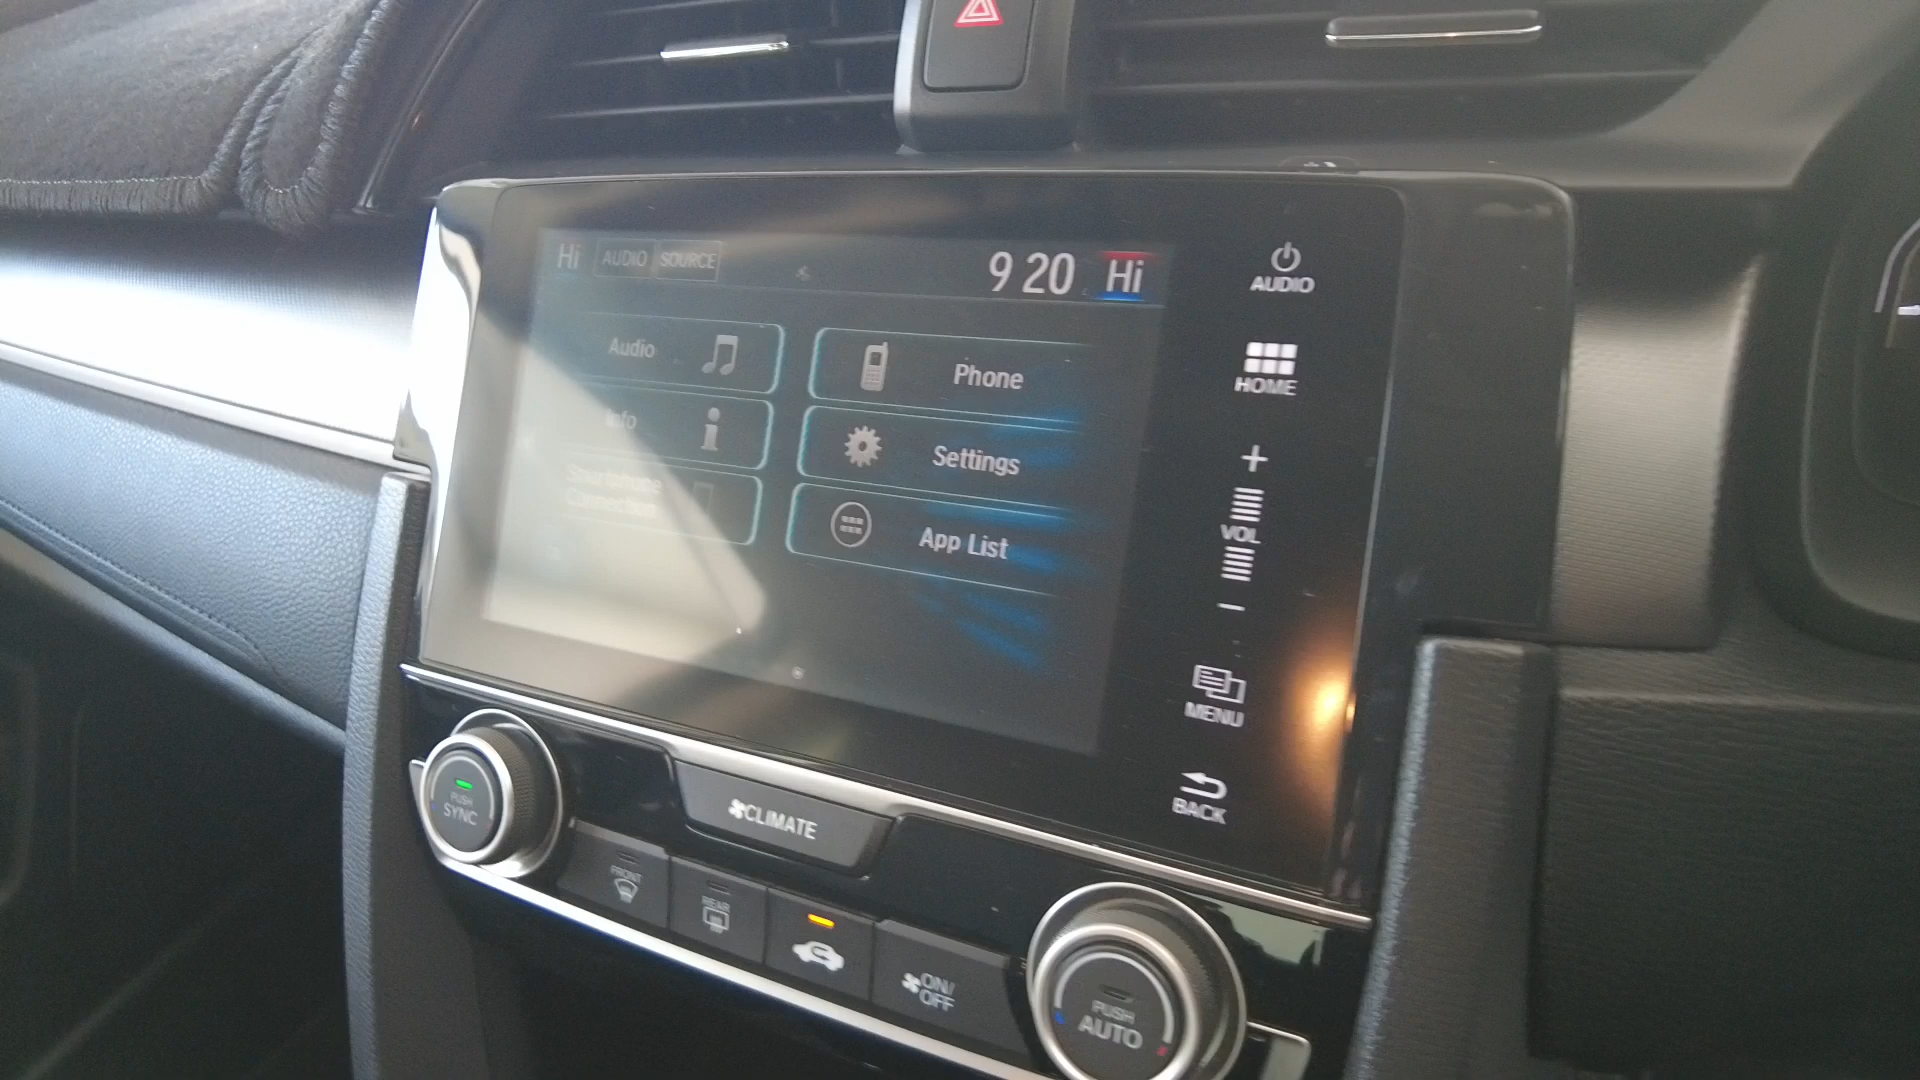 Hi AUDIO SOURCE 9 20 Hi
Audio
Phone
Info
Settings
Smartphone
Connection
App List
AUDIO
HOME
+
VOL
−
MENU
BACK
PUSH
SYNC
CLIMATE
FRONT
REAR
ON/
OFF
PUSH
AUTO